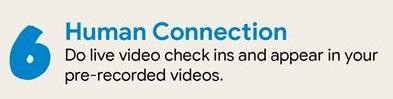 6
Human Connection
Do live video check ins and appear in your
pre-recorded videos.